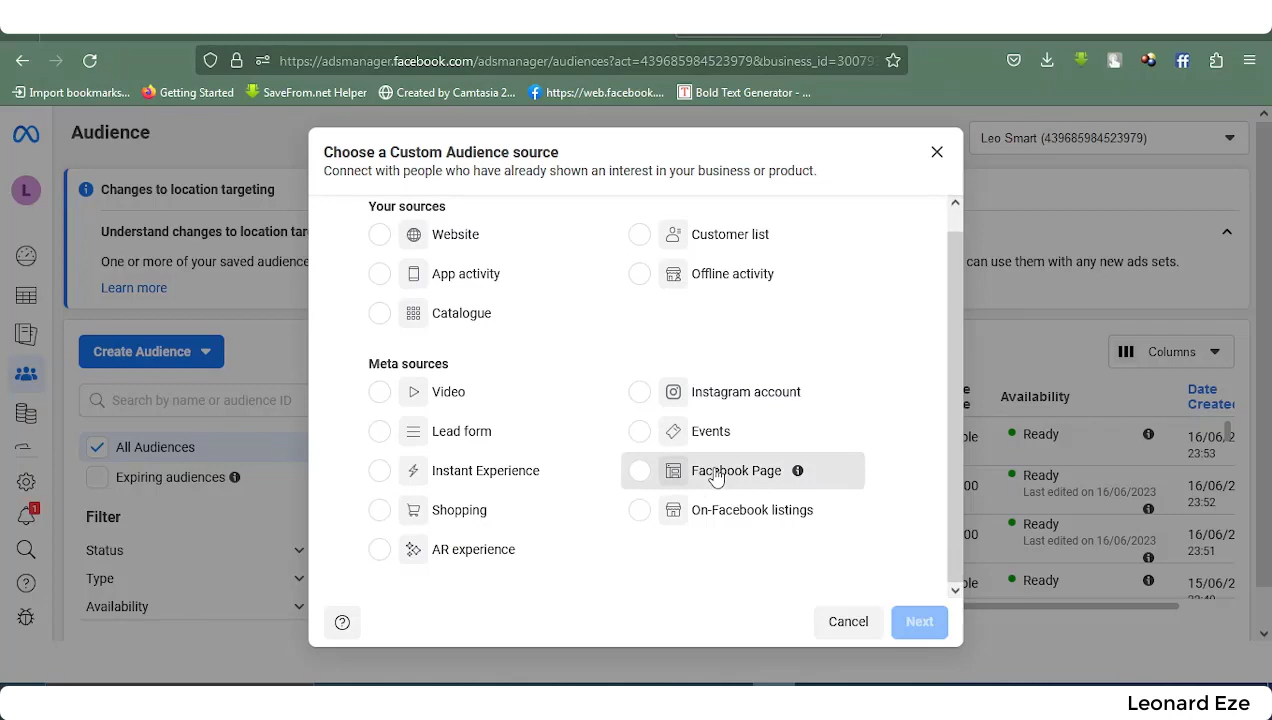 https://adsmanager.facebook.com/adsmanager/audiences?act=439685984523979&business_id=30079
Import bookmarks...
Getting Started
SaveFrom.net Helper
Created by Camtasia 2...
https://web.facebook....
Bold Text Generator - ...
Audience
Leo Smart (439685984523979)
L
Changes to location targeting
Understand changes to location tar
One or more of your saved audience
can use them with any new ads sets.
Learn more
Create Audience
Columns
Search by name or audience ID
All Audiences
Expiring audiences
Filter
Status
Type
Availability
1
Choose a Custom Audience source
Connect with people who have already shown an interest in your business or product.
Your sources
Website
Customer list
App activity
Offline activity
Catalogue
Meta sources
Video
Instagram account
Lead form
Events
Instant Experience
Facebook Page
Shopping
On-Facebook listings
AR experience
Cancel
Next
Availability
Date
Create
Ready
16/06/2
23:53
Ready
Last edited on 16/06/2023
16/06/2
23:52
Ready
Last edited on 16/06/2023
16/06/2
23:51
Ready
15/06/2
Leonard Eze